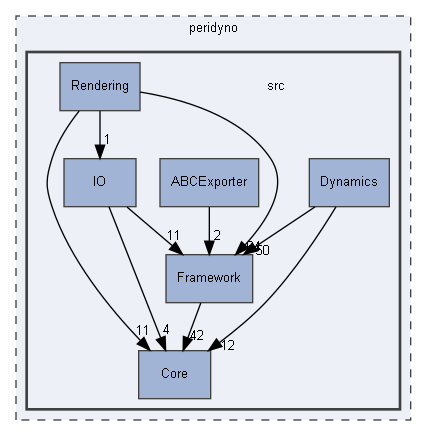 peridyno
src
Rendering
1
IO
ABCExporter
Dynamics
11
2
50
Framework
11
4
42
12
Core